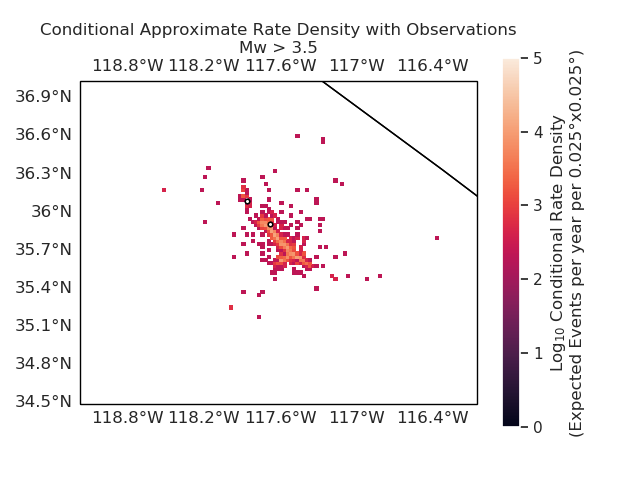 Conditional Approximate Rate Density with Observations
Mw > 3.5
118.8°W 118.2°W 117.6°W 117°W 116.4°W
36.9°N
36.6°N
36.3°N
36°N
35.7°N
35.4°N
35.1°N
34.8°N
34.5°N
118.8°W 118.2°W 117.6°W 117°W 116.4°W
5
4
3
2
1
0
Log₁₀ Conditional Rate Density
(Expected Events per year per 0.025°x0.025°)